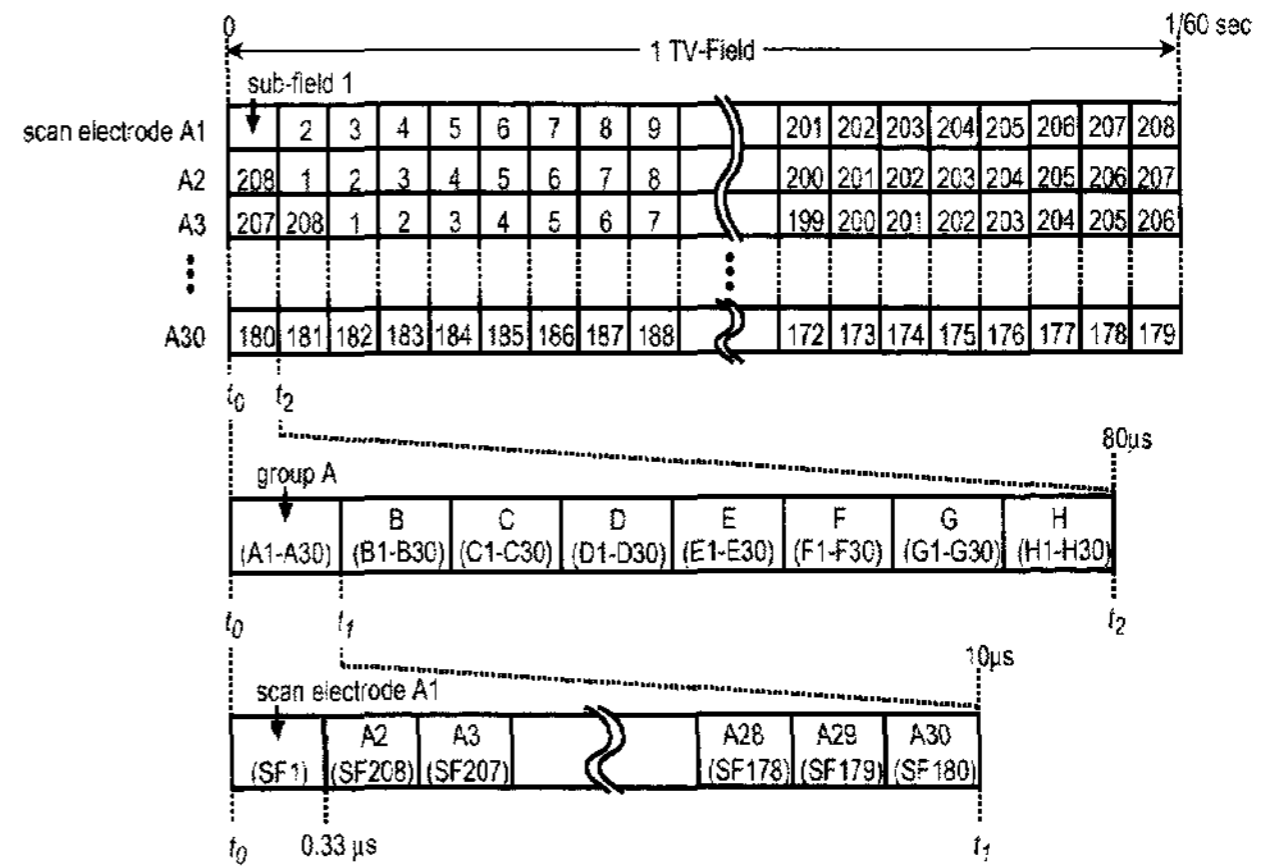 0
1/60 sec
1 TV-Field
sub-field 1
scan electrode A1 2 3 4 5 6 7 8 9 201 202 203 204 205 206 207 208
A2 208 1 2 3 4 5 6 7 8 200 201 202 203 204 205 206 207
A3 207 208 1 2 3 4 5 6 7 199 200 201 202 203 204 205 206
A30 180 181 182 183 184 185 186 187 188 172 173 174 175 176 177 178 179
t0 t2
80µs
group A
B C D E F G H
(A1-A30) (B1-B30) (C1-C30) (D1-D30) (E1-E30) (F1-F30) (G1-G30) (H1-H30)
t0 t1 t2
10µs
scan electrode A1
A2 A3 A28 A29 A30
(SF1) (SF208) (SF207) (SF178) (SF179) (SF180)
t0 0.33 µs t1